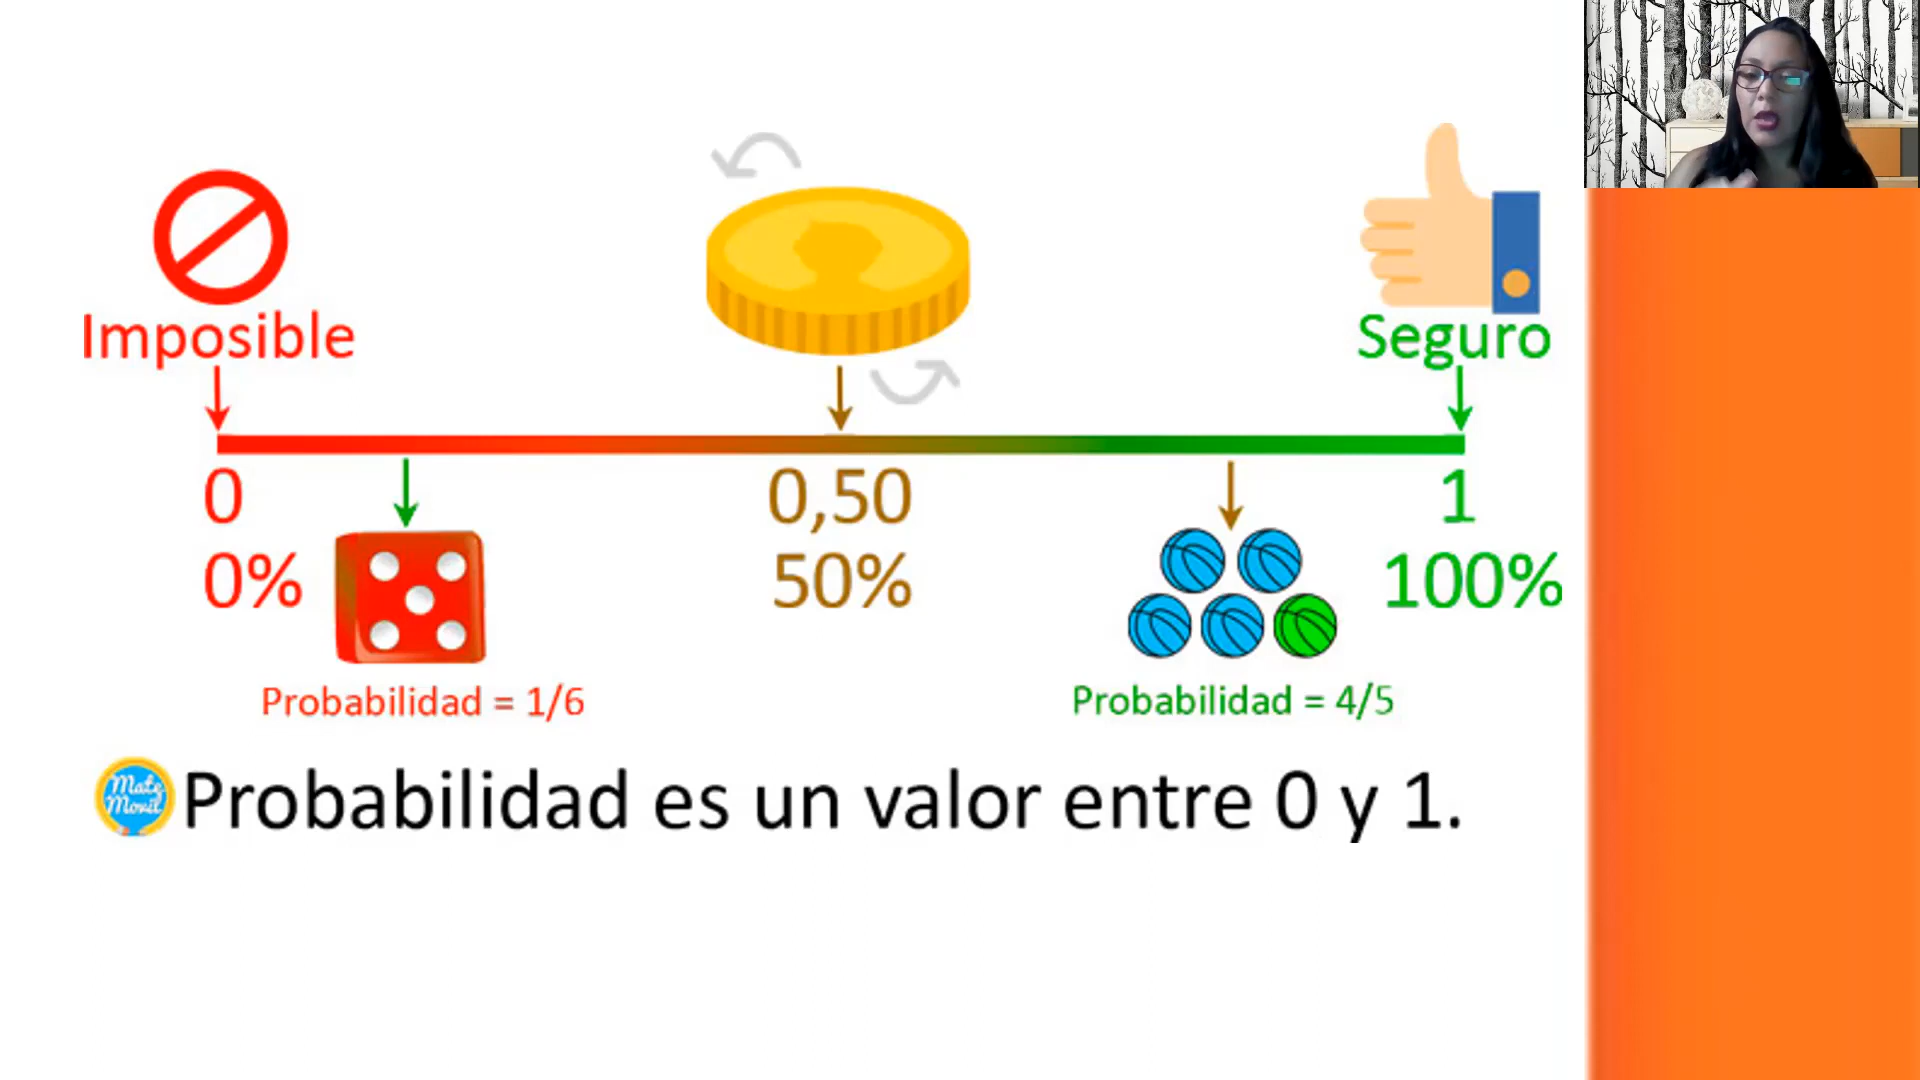 Imposible
Seguro
0
0,50
1
0%
50%
100%
Probabilidad = 1/6
Probabilidad = 4/5
Mate
Movil
Probabilidad es un valor entre 0 y 1.